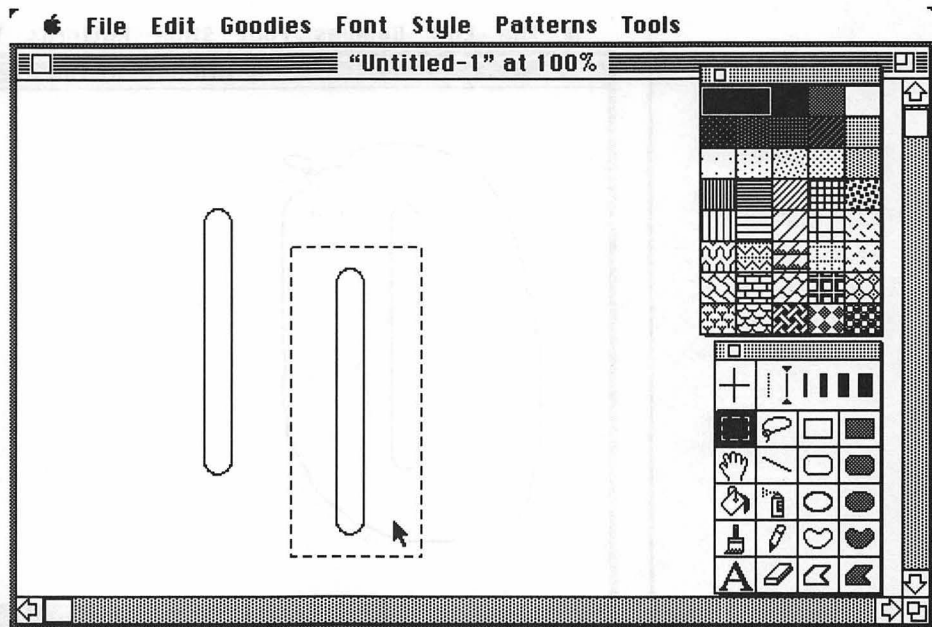 File Edit Goodies Font Style Patterns Tools
“Untitled-1” at 100%
A